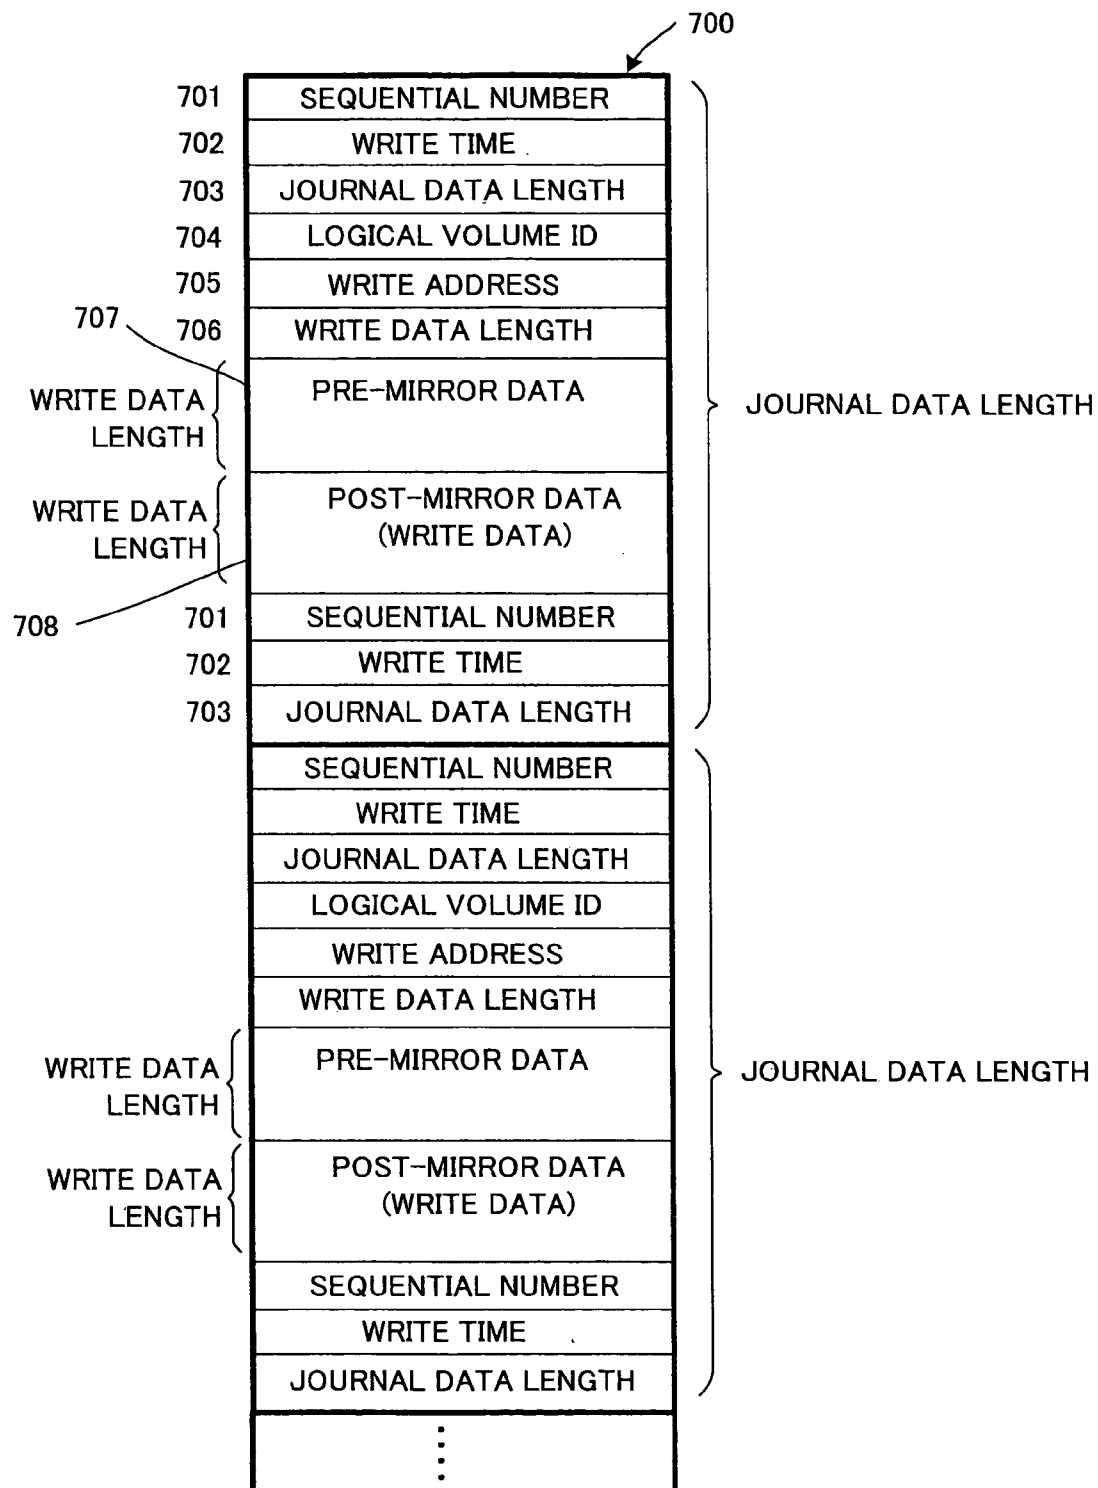 700
701 SEQUENTIAL NUMBER
702 WRITE TIME
703 JOURNAL DATA LENGTH
704 LOGICAL VOLUME ID
705 WRITE ADDRESS
707
706 WRITE DATA LENGTH
PRE-MIRROR DATA
WRITE DATA
LENGTH
JOURNAL DATA LENGTH
POST-MIRROR DATA
(WRITE DATA)
WRITE DATA
LENGTH
708
701 SEQUENTIAL NUMBER
702 WRITE TIME
703 JOURNAL DATA LENGTH
SEQUENTIAL NUMBER
WRITE TIME
JOURNAL DATA LENGTH
LOGICAL VOLUME ID
WRITE ADDRESS
WRITE DATA LENGTH
PRE-MIRROR DATA
WRITE DATA
LENGTH
JOURNAL DATA LENGTH
POST-MIRROR DATA
(WRITE DATA)
WRITE DATA
LENGTH
SEQUENTIAL NUMBER
WRITE TIME
JOURNAL DATA LENGTH